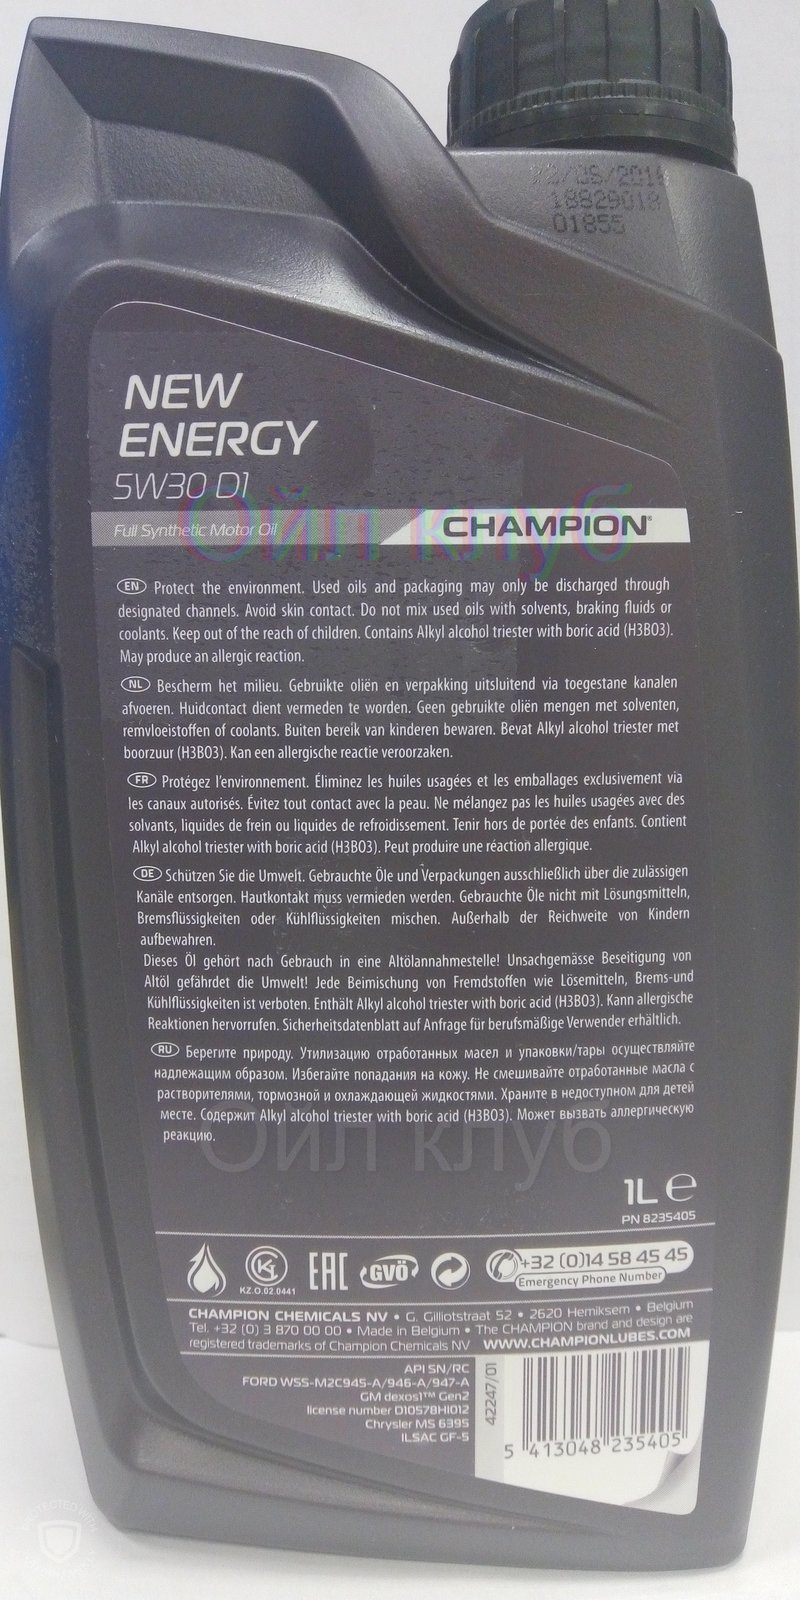 18829018
01855
NEW
ENERGY
5W30 D1
Full Synthetic Motor Oil
CHAMPION®
Ойл клуб
EN Protect the environment. Used oils and packaging may only be discharged through
designated channels. Avoid skin contact. Do not mix used oils with solvents, braking fluids or
coolants. Keep out of the reach of children. Contains Alkyl alcohol triester with boric acid (H3BO3).
May produce an allergic reaction.
NL Bescherm het milieu. Gebruikte oliën en verpakking uitsluitend via toegestane kanalen
afvoeren. Huidcontact dient vermeden te worden. Geen gebruikte oliën mengen met solventen,
remvloeistoffen of coolants. Buiten bereik van kinderen bewaren. Bevat Alkyl alcohol triester met
boorzuur (H3BO3). Kan een allergische reactie veroorzaken.
FR Protégez l'environnement. Éliminez les huiles usagées et les emballages exclusivement via
les canaux autorisés. Évitez tout contact avec la peau. Ne mélangez pas les huiles usagées avec des
solvants, liquides de frein ou liquides de refroidissement. Tenir hors de portée des enfants. Contient
Alkyl alcohol triester with boric acid (H3BO3). Peut produire une réaction allergique.
DE Schützen Sie die Umwelt. Gebrauchte Öle und Verpackungen ausschließlich über die zulässigen
Kanäle entsorgen. Hautkontakt muss vermieden werden. Gebrauchte Öle nicht mit Lösungsmitteln,
Bremsflüssigkeiten oder Kühlflüssigkeiten mischen. Außerhalb der Reichweite von Kindern
aufbewahren.
Dieses Öl gehört nach Gebrauch in eine Altölannahmestelle! Unsachgemässe Beseitigung von
Altöl gefährdet die Umwelt! Jede Beimischung von Fremdstoffen wie Lösemitteln, Brems-und
Kühlflüssigkeiten ist verboten. Enthält Alkyl alcohol triester with boric acid (H3BO3). Kann allergische
Reaktionen hervorrufen. Sicherheitsdatenblatt auf Anfrage für berufsmäßige Verwender erhältlich.
RU Берегите природу. Утилизацию отработанных масел и упаковки/тары осуществляйте
надлежащим образом. Избегайте попадания на кожу. Не смешивайте отработанные масла с
растворителями, тормозной и охлаждающей жидкостями. Храните в недоступном для детей
месте. Содержит Alkyl alcohol triester with boric acid (H3BO3). Может вызвать аллергическую
реакцию.
Ойл клуб
1L e
PN 8235405
KZ.O.02.0441
EAC
GVÖ
+32 (0)14 58 45 45
Emergency Phone Number
CHAMPION CHEMICALS NV • G. Gilliotstraat 52 • 2620 Hemiksem • Belgium
Tel. +32 (0) 3 870 00 00 • Made in Belgium • The CHAMPION brand and design are
registered trademarks of Champion Chemicals NV WWW.CHAMPIONLUBES.COM
API SN/RC
FORD WSS-M2C945-A/946-A/947-A
GM dexos1™ Gen2
license number D10578HI012
Chrysler MS 6395
ILSAC GF-5
42247/01
5 413048 235405